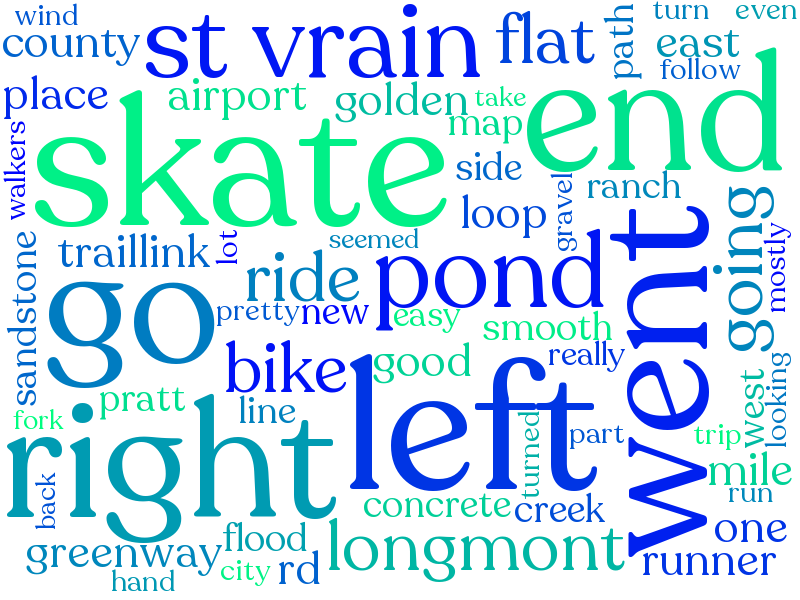 wind
turn
even
county
st vrain
flat
path
east
follow
place
airport
golden
take
map
skate
end
walkers
side
gravel
ranch
loop
sandstone
traillink
lot
seemed
go
ride
pond
went
going
mostly
pretty
new
easy
smooth
bike
good
really
looking
west
fork
pratt
line
left
turned
part
trip
right
back
mile
run
concrete
creek
flood
longmont
one
greenway
city
rd
runner
hand